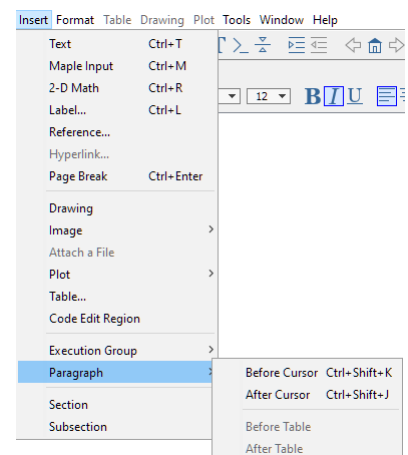 Insert Format Table Drawing Plot Tools Window Help
Text Ctrl+T
Maple Input Ctrl+M
2-D Math Ctrl+R
Label... Ctrl+L
Reference...
Hyperlink...
Page Break Ctrl+Enter
12 B I U
Drawing
Image
Attach a File
Plot
Table...
Code Edit Region
Execution Group
Paragraph
Before Cursor Ctrl+Shift+K
After Cursor Ctrl+Shift+J
Before Table
After Table
Section
Subsection